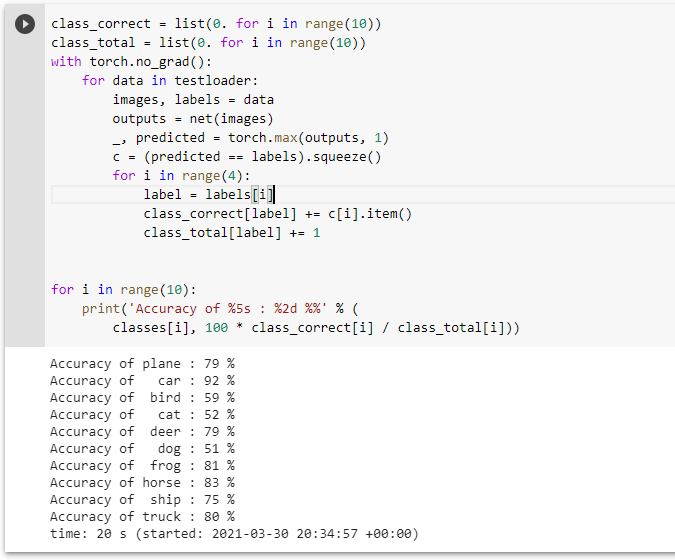 class_correct = list(0. for i in range(10))
class_total = list(0. for i in range(10))
with torch.no_grad():
    for data in testloader:
        images, labels = data
        outputs = net(images)
        _, predicted = torch.max(outputs, 1)
        c = (predicted == labels).squeeze()
        for i in range(4):
            label = labels[i]
            class_correct[label] += c[i].item()
            class_total[label] += 1
for i in range(10):
    print('Accuracy of %5s : %2d %%' % (
        classes[i], 100 * class_correct[i] / class_total[i]))
Accuracy of plane : 79 %
Accuracy of   car : 92 %
Accuracy of  bird : 59 %
Accuracy of   cat : 52 %
Accuracy of  deer : 79 %
Accuracy of   dog : 51 %
Accuracy of  frog : 81 %
Accuracy of horse : 83 %
Accuracy of  ship : 75 %
Accuracy of truck : 80 %
time: 20 s (started: 2021-03-30 20:34:57 +00:00)